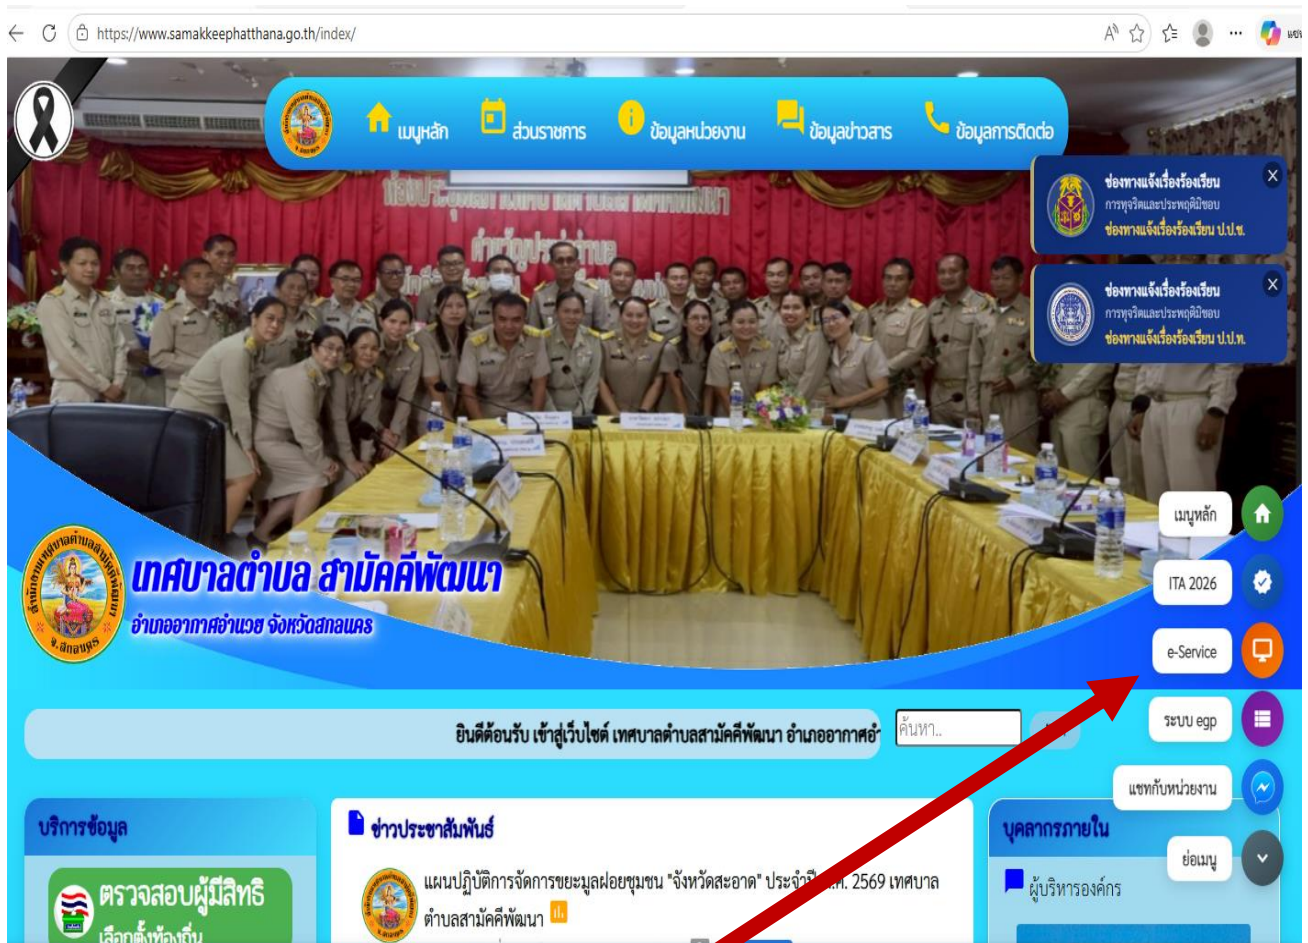 https://www.samakkeephatthana.go.th/index/
เมนูหลัก
ส่วนราชการ
ข้อมูลหน่วยงาน
ข้อมูลข่าวสาร
ข้อมูลการติดต่อ
ช่องทางแจ้งเรื่องร้องเรียน
การทุจริตและประพฤติมิชอบ
ช่องทางแจ้งเรื่องร้องเรียน ป.ป.ช.
ช่องทางแจ้งเรื่องร้องเรียน
การทุจริตและประพฤติมิชอบ
ช่องทางแจ้งเรื่องร้องเรียน ป.ป.ท.
เมนูหลัก
ITA 2026
e-Service
ระบบ egp
แชทกับหน่วยงาน
ย่อเมนู
เทศบาลตำบล สามัคคีพัฒนา
อำเภออากาศอำนวย จังหวัดสกลนคร
ยินดีต้อนรับ เข้าสู่เว็บไซต์ เทศบาลตำบลสามัคคีพัฒนา อำเภออากาศอำ
ค้นหา..
บริการข้อมูล
ตรวจสอบผู้มีสิทธิ
เลือกตั้งท้องถิ่น
ข่าวประชาสัมพันธ์
แผนปฏิบัติการจัดการขยะมูลฝอยชุมชน "จังหวัดสะอาด" ประจำปี พ.ศ. 2569 เทศบาล
ตำบลสามัคคีพัฒนา
บุคลากรภายใน
ผู้บริหารองค์กร